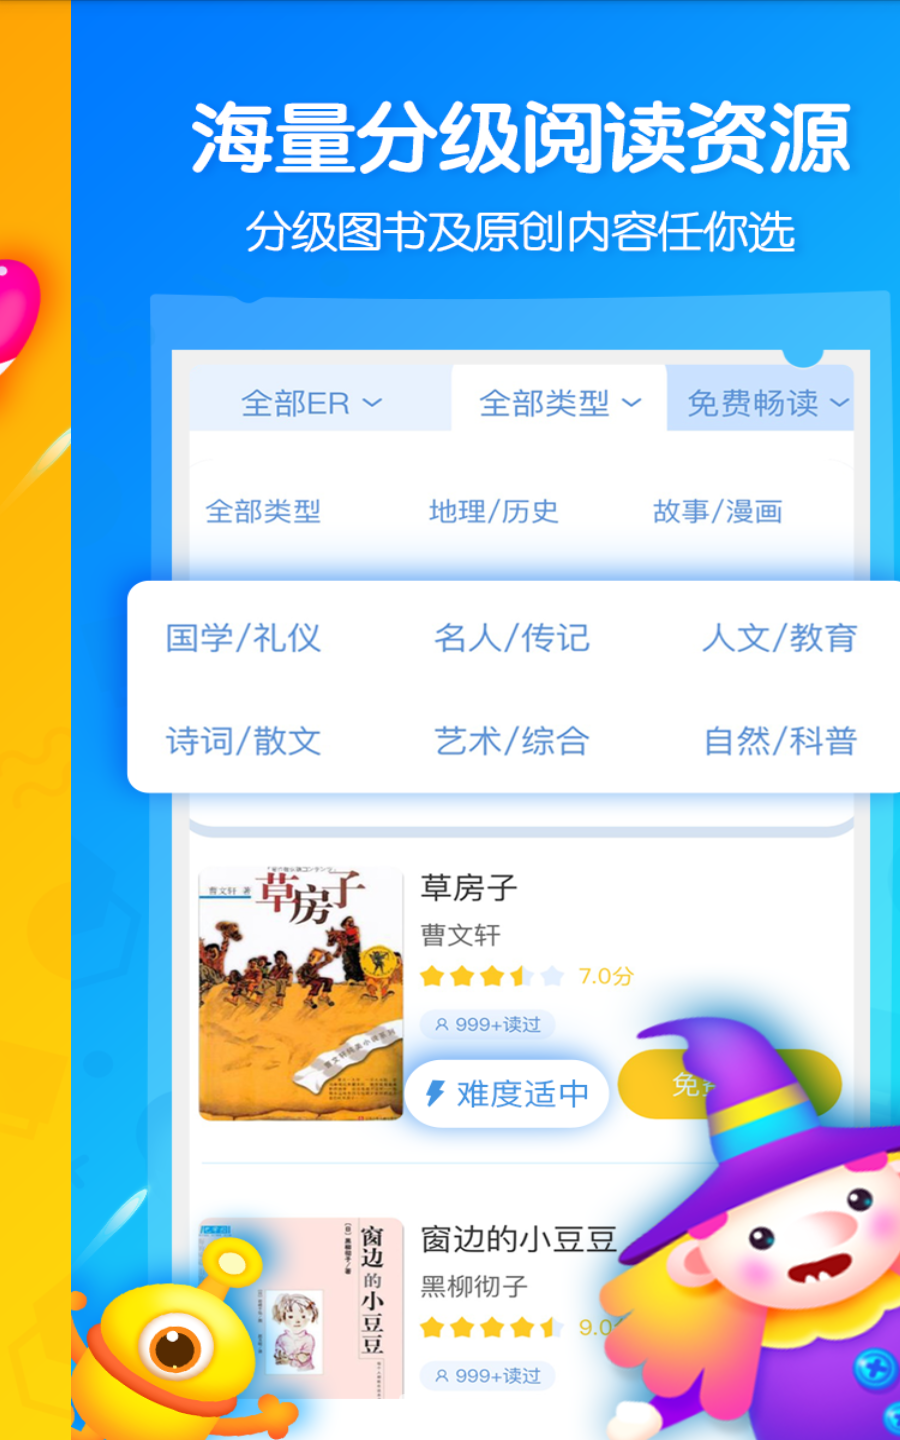 海量分级阅读资源
分级图书及原创内容任你选
全部ER 全部类型 免费畅读
全部类型 地理/历史 故事/漫画
国学/礼仪 名人/传记 人文/教育
诗词/散文 艺术/综合 自然/科普
曹文轩 著
草房子
草房子
曹文轩
7.0分
999+读过
难度适中
免
窗边的小豆豆
窗边的小豆豆
黑柳彻子
9.0
999+读过